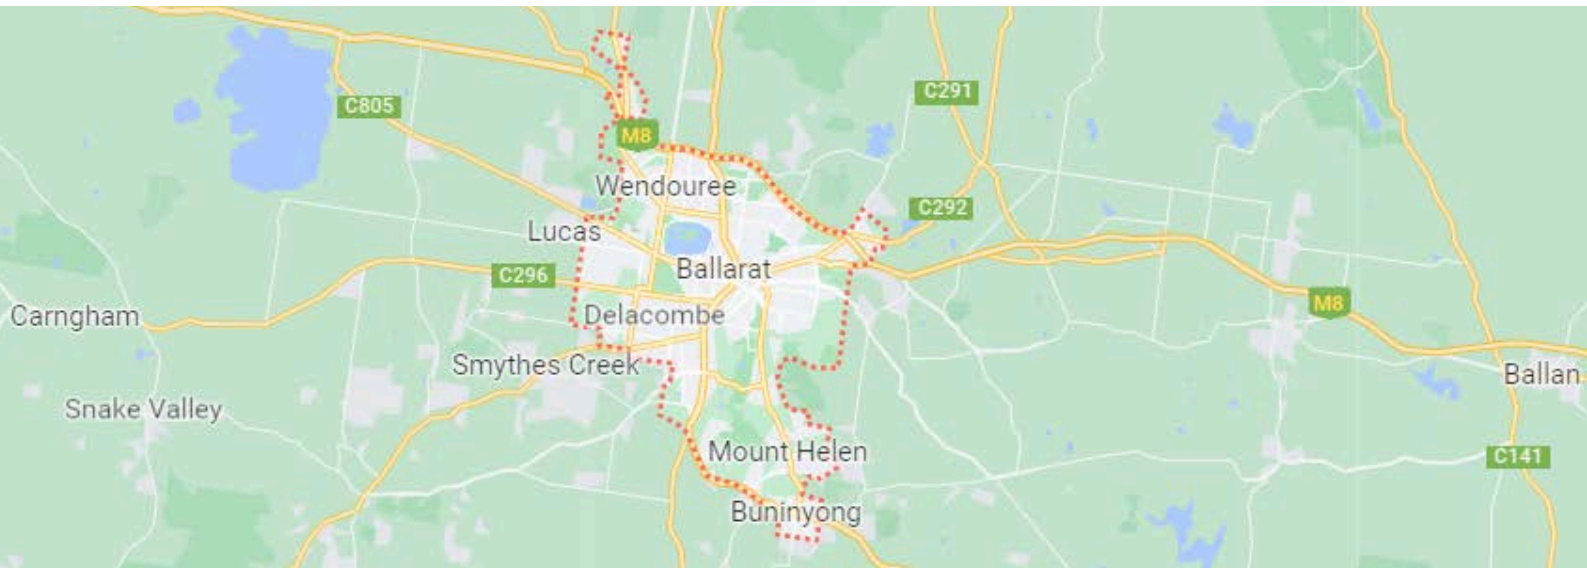 C291
C805
M8
Wendouree
C292
Lucas
Ballarat
C296
M8
Carngham
Delacombe
Smythes Creek
Ballan
Snake Valley
Mount Helen
C141
Buninyong